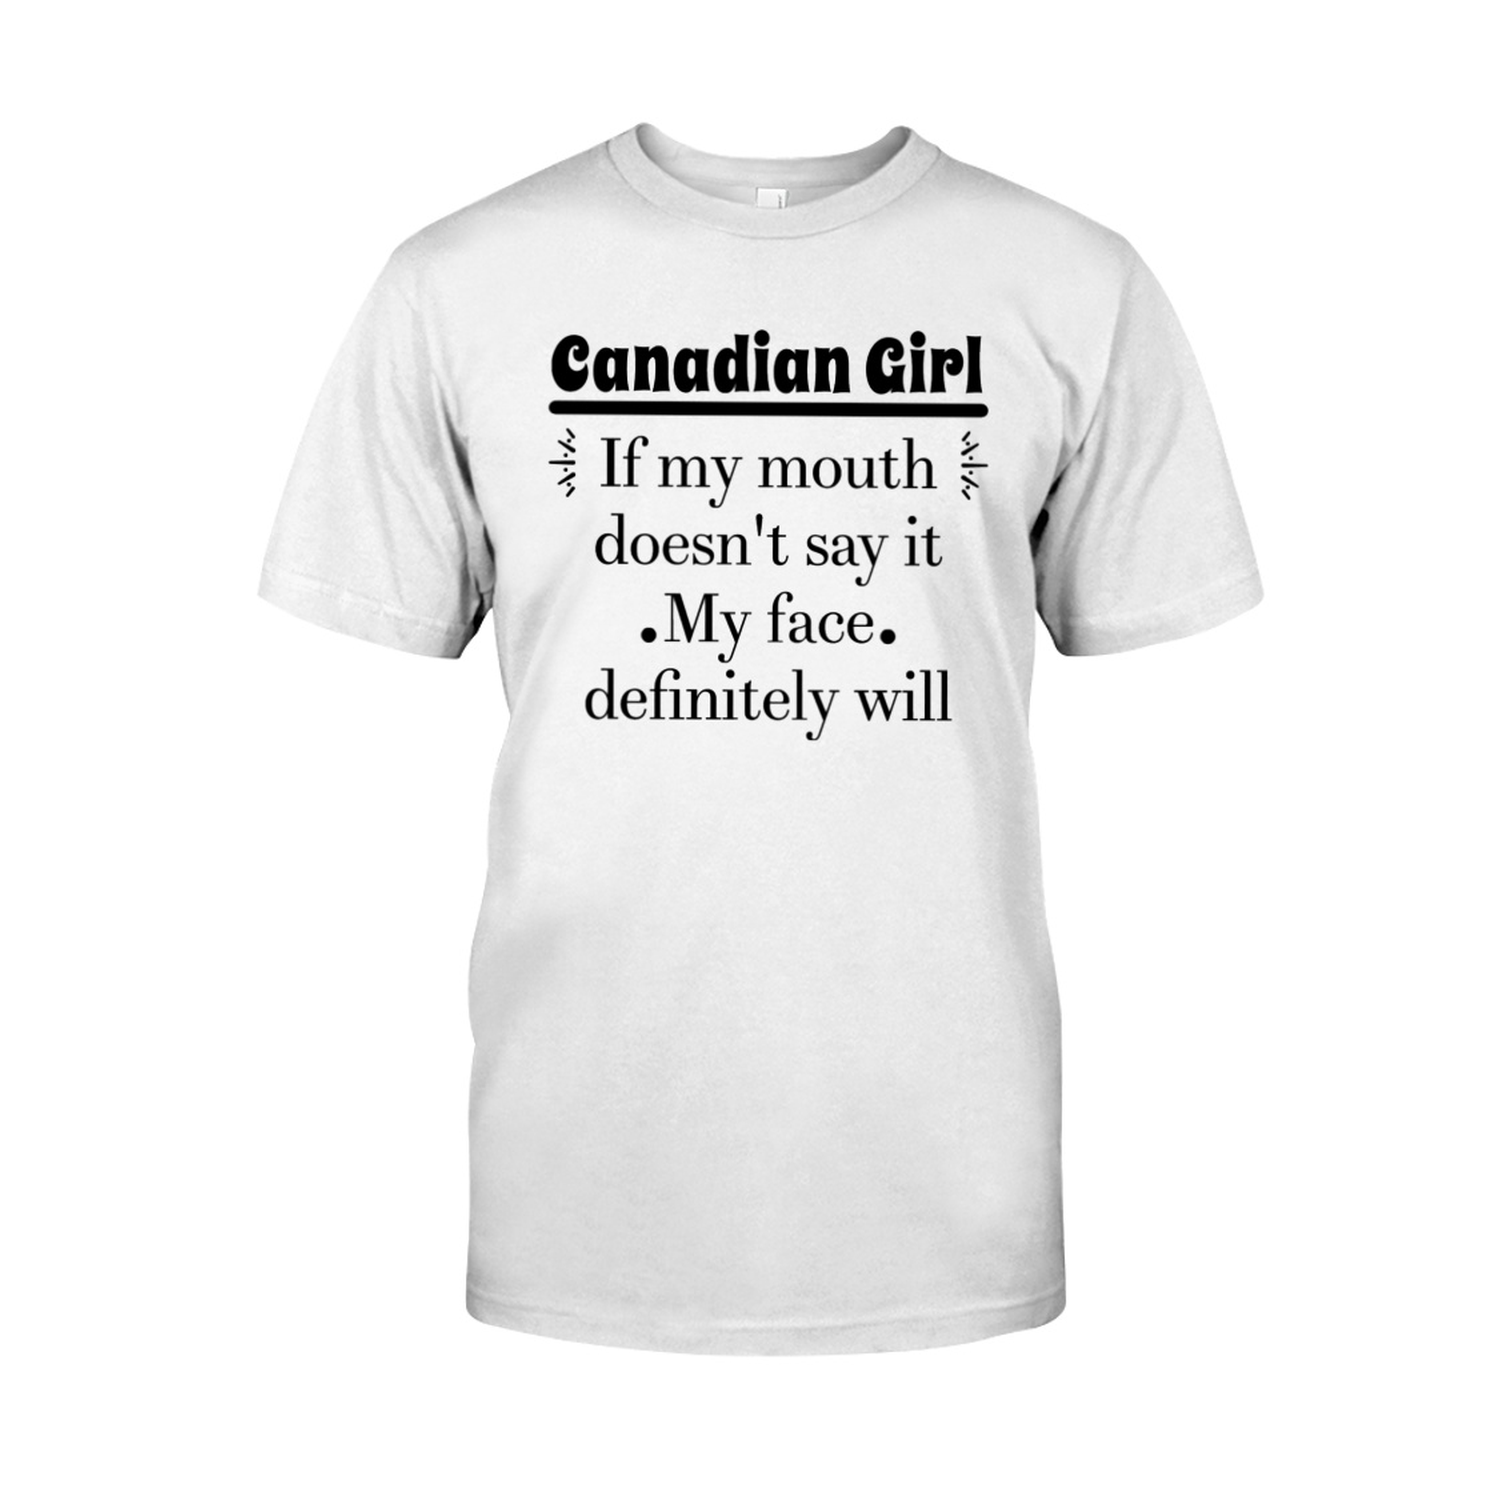 Canadian Girl
If my mouth
doesn't say it
.My face.
definitely will